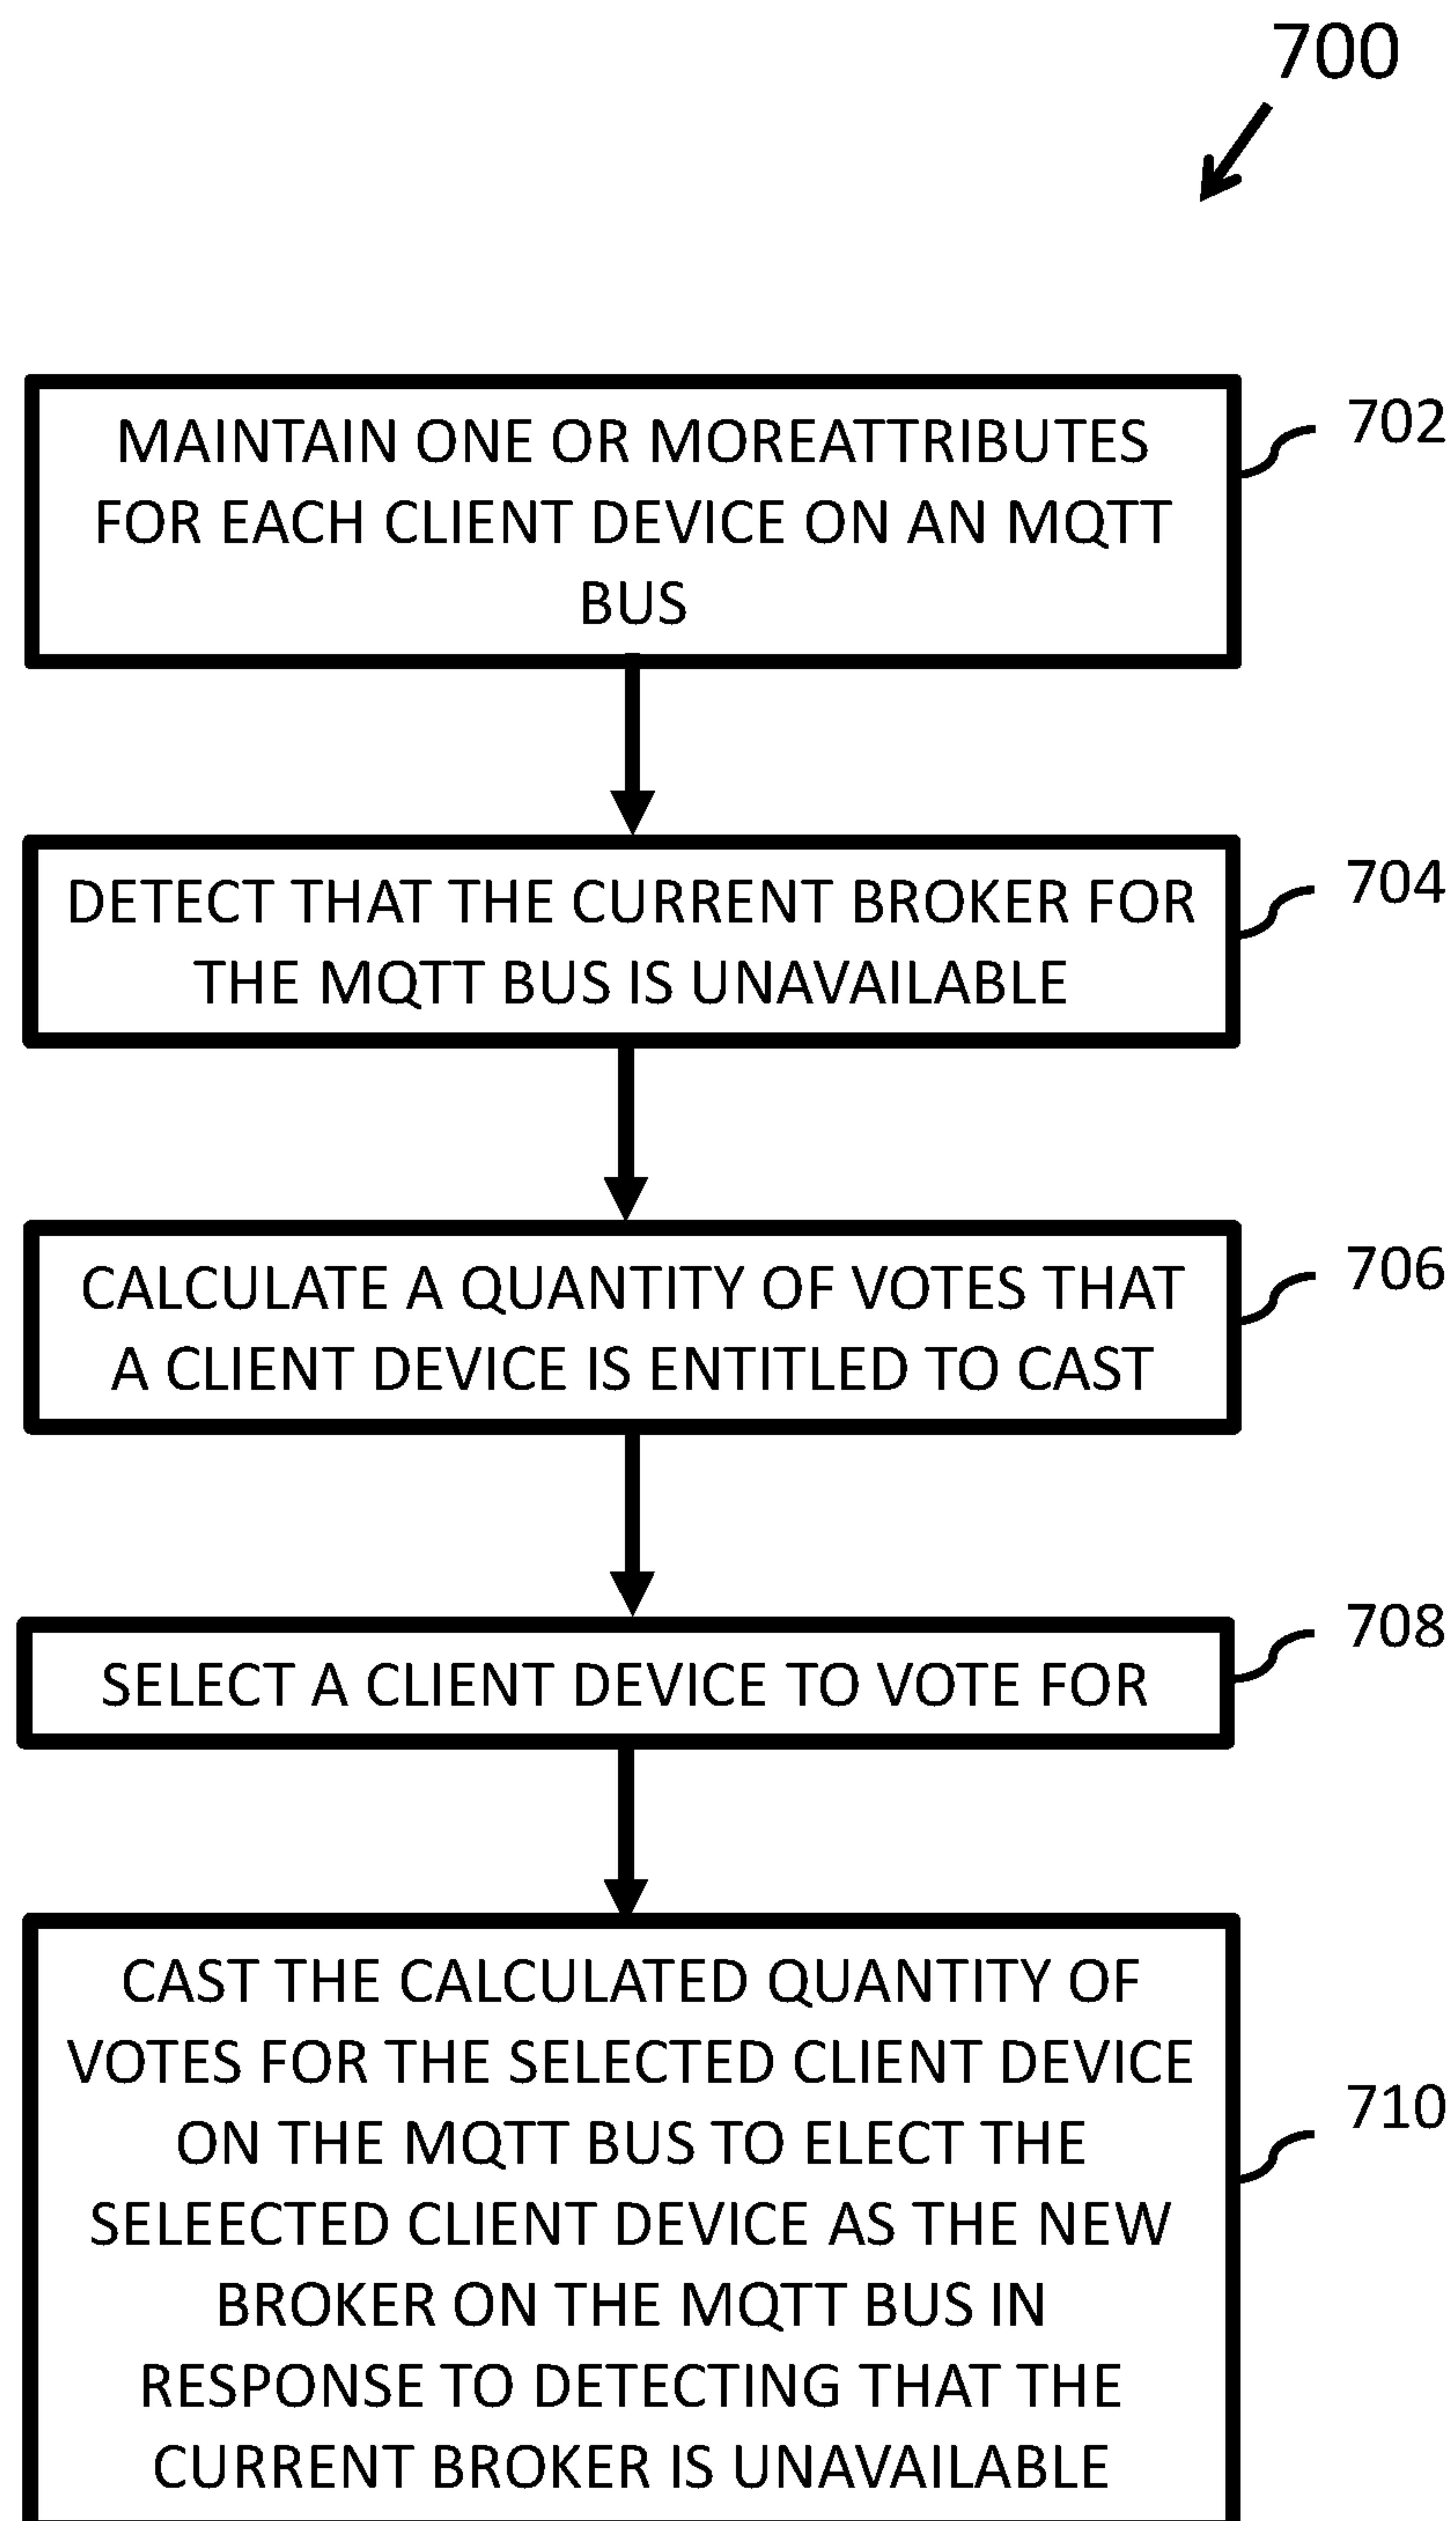 700
MAINTAIN ONE OR MOREATTRIBUTES
FOR EACH CLIENT DEVICE ON AN MQTT
BUS
702
DETECT THAT THE CURRENT BROKER FOR
THE MQTT BUS IS UNAVAILABLE
704
CALCULATE A QUANTITY OF VOTES THAT
A CLIENT DEVICE IS ENTITLED TO CAST
706
SELECT A CLIENT DEVICE TO VOTE FOR
708
CAST THE CALCULATED QUANTITY OF
VOTES FOR THE SELECTED CLIENT DEVICE
ON THE MQTT BUS TO ELECT THE
SELEECTED CLIENT DEVICE AS THE NEW
BROKER ON THE MQTT BUS IN
RESPONSE TO DETECTING THAT THE
CURRENT BROKER IS UNAVAILABLE
710